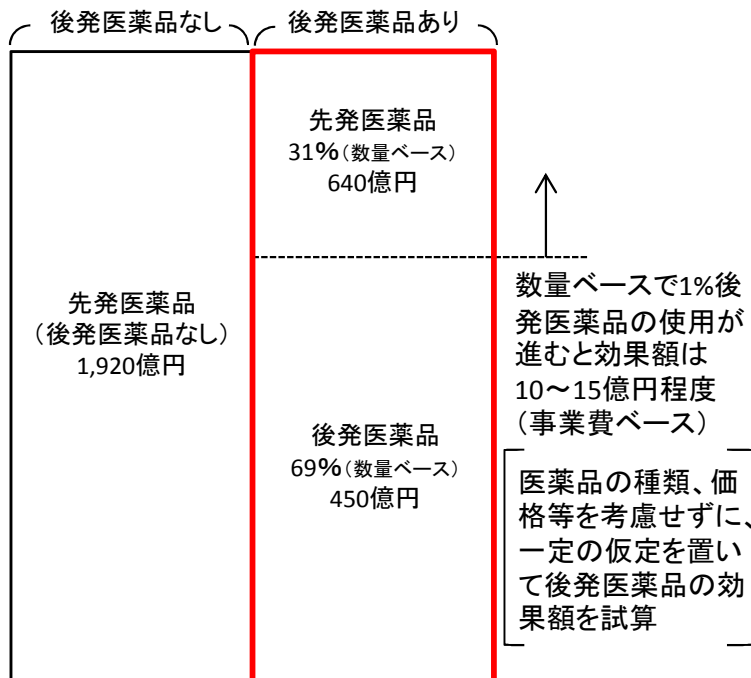 後発医薬品なし
後発医薬品あり
先発医薬品
31%(数量ベース)
640億円
先発医薬品
(後発医薬品なし)
1,920億円
後発医薬品
69%(数量ベース)
450億円
数量ベースで1%後
発医薬品の使用が
進むと効果額は
10～15億円程度
(事業費ベース)
医薬品の種類、価
格等を考慮せずに、
一定の仮定を置い
て後発医薬品の効
果額を試算